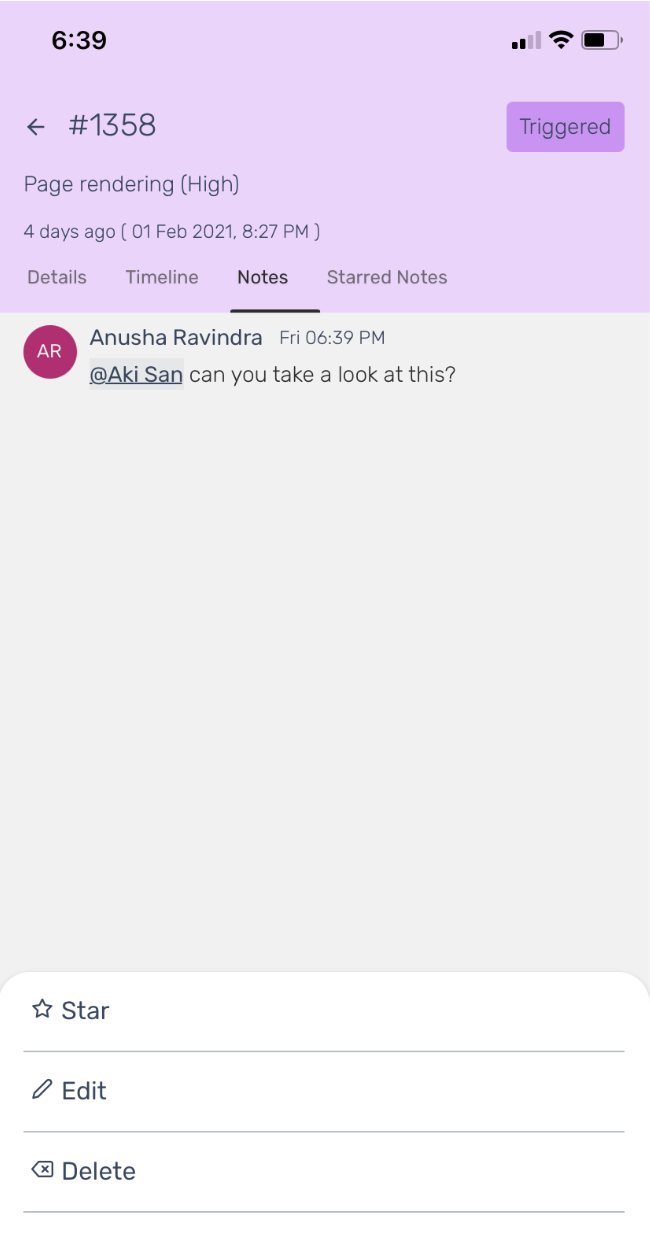 6:39
#1358
Triggered
Page rendering (High)
4 days ago ( 01 Feb 2021, 8:27 PM )
Details Timeline Notes Starred Notes
AR
Anusha Ravindra Fri 06:39 PM
@Aki San can you take a look at this?
Star
Edit
Delete